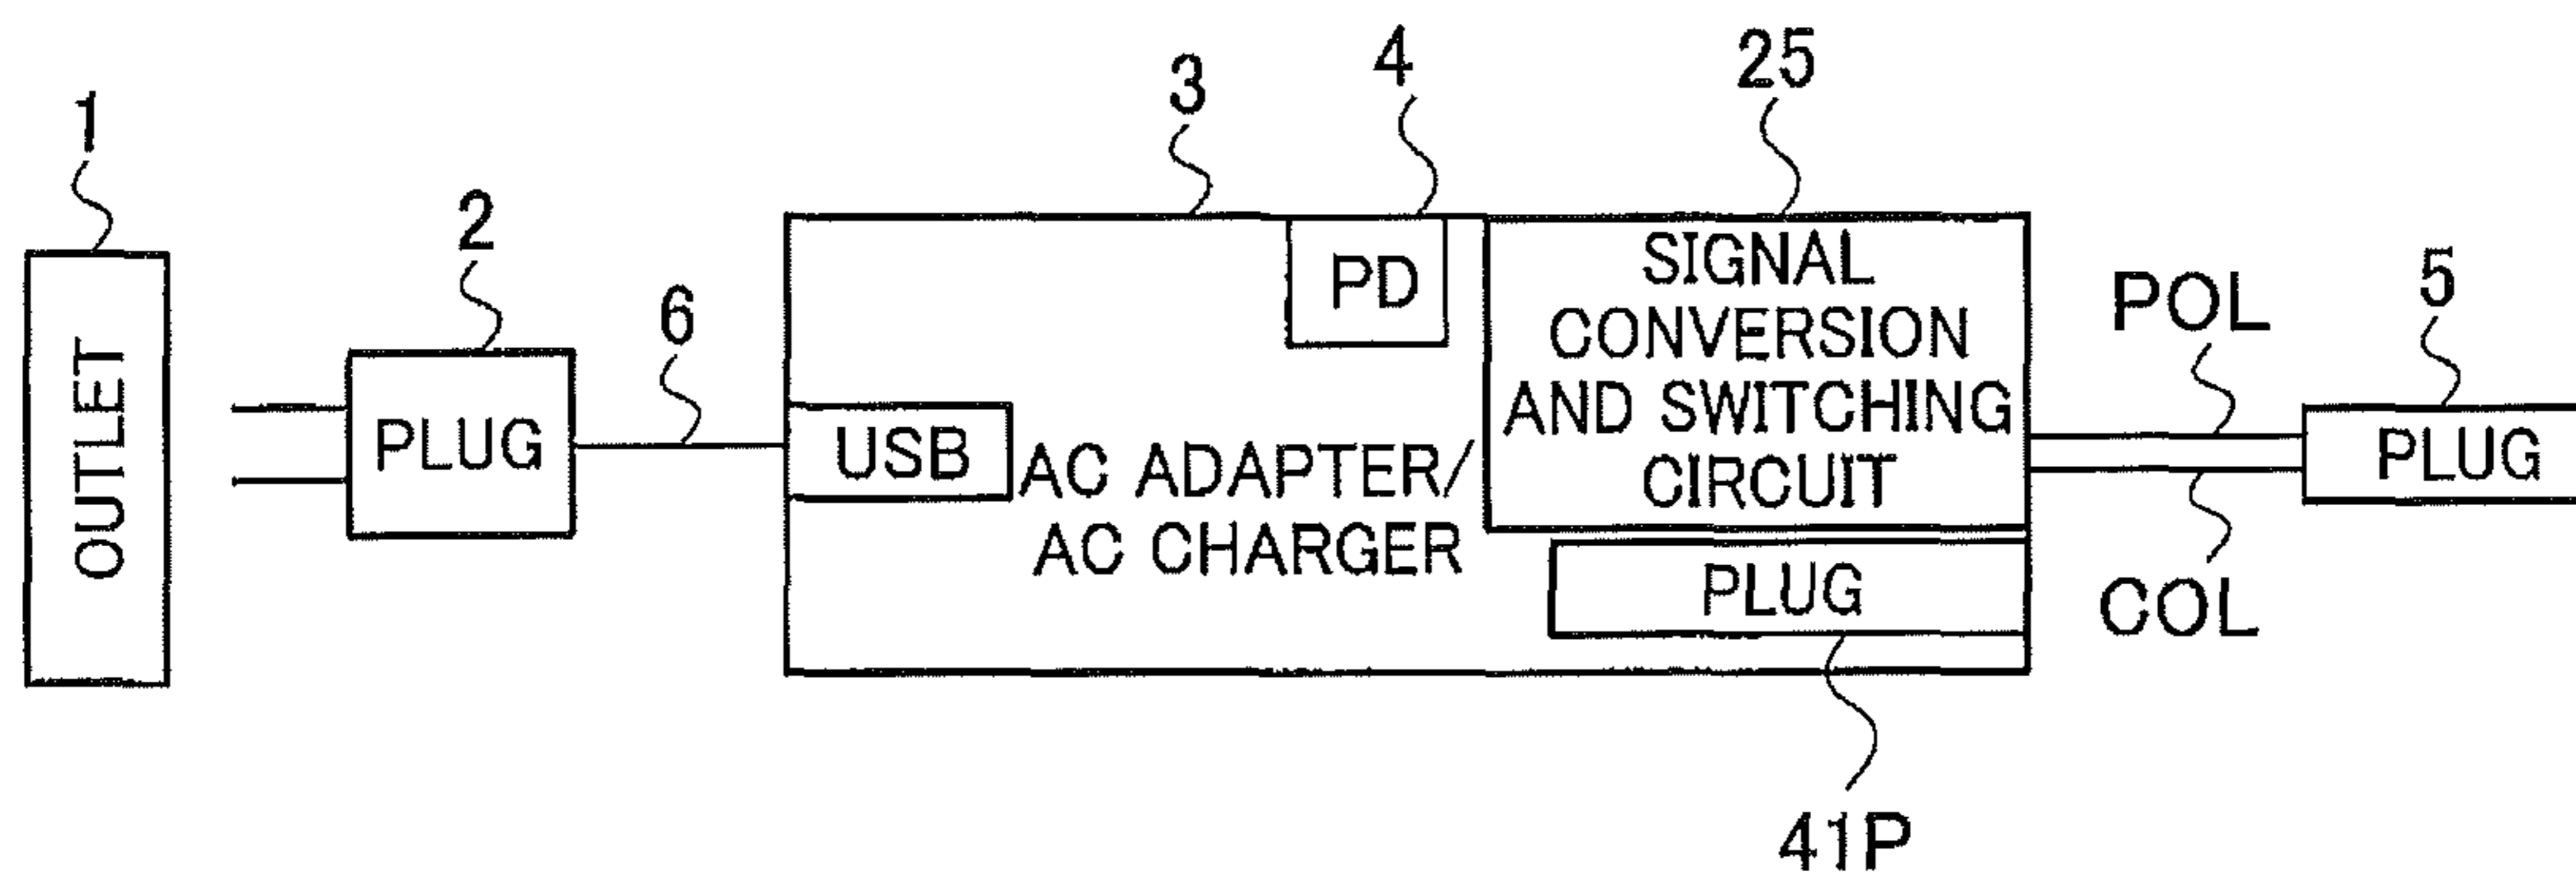 1
OUTLET
2
PLUG
6
3
4
PD
USB
AC ADAPTER/
AC CHARGER
25
SIGNAL
CONVERSION
AND SWITCHING
CIRCUIT
PLUG
41P
POL
COL
5
PLUG